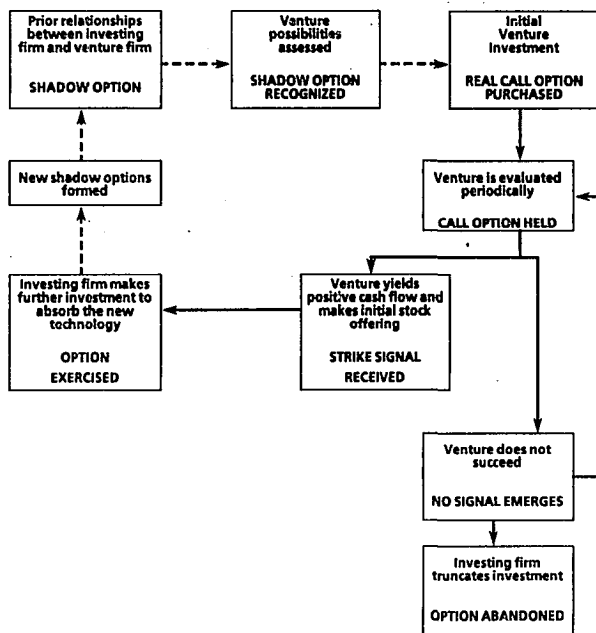 Prior relationships
between investing
firm and venture firm
SHADOW OPTION
Vanture
possibilities
assessed
SHADOW OPTION
RECOGNIZED
Initial
Venture
Investment
REAL CALL OPTION
PURCHASED
New shadow options
formed
Venture is evaluated
periodically
CALL OPTION HELD
Investing firm makes
further investment to
absorb the new
technology
OPTION
EXERCISED
Venture yields
positive cash flow and
makes initial stock
offering
STRIKE SIGNAL
RECEIVED
Venture does not
succeed
NO SIGNAL EMERGES
Investing firm
truncates investment
OPTION ABANDONED